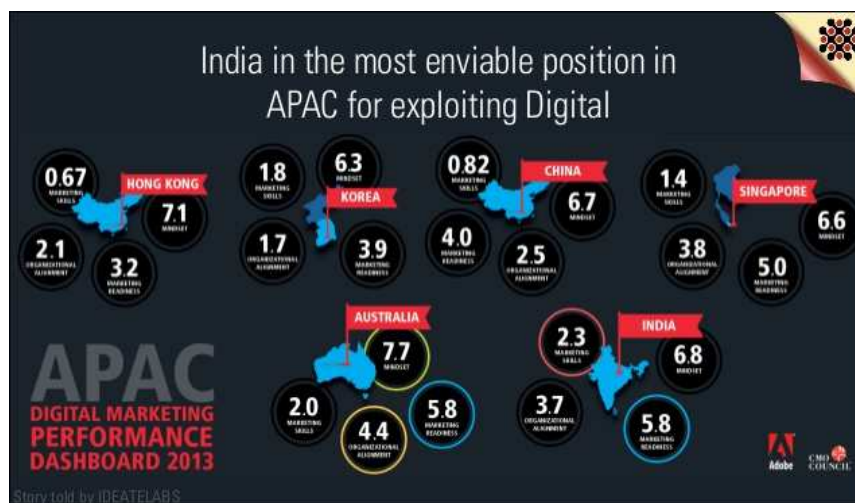 India in the most enviable position in
APAC for exploiting Digital
0.67
MARKETING
SKILLS
HONG KONG
7.1
MINDSET
2.1
ORGANIZATIONAL
ALIGNMENT
3.2
MARKETING
READINESS
1.8
MARKETING
SKILLS
6.3
MINDSET
KOREA
1.7
ORGANIZATIONAL
ALIGNMENT
3.9
MARKETING
READINESS
0.82
MARKETING
SKILLS
CHINA
6.7
MINDSET
4.0
MARKETING
READINESS
2.5
ORGANIZATIONAL
ALIGNMENT
1.4
MARKETING
SKILLS
SINGAPORE
6.6
MINDSET
3.8
ORGANIZATIONAL
ALIGNMENT
5.0
MARKETING
READINESS
AUSTRALIA
7.7
MINDSET
2.0
MARKETING
SKILLS
4.4
ORGANIZATIONAL
ALIGNMENT
5.8
MARKETING
READINESS
2.3
MARKETING
SKILLS
INDIA
6.8
MINDSET
3.7
ORGANIZATIONAL
ALIGNMENT
5.8
MARKETING
READINESS
APAC
DIGITAL MARKETING
PERFORMANCE
DASHBOARD 2013
Adobe
CMO
COUNCIL
Story told by IDEATELABS